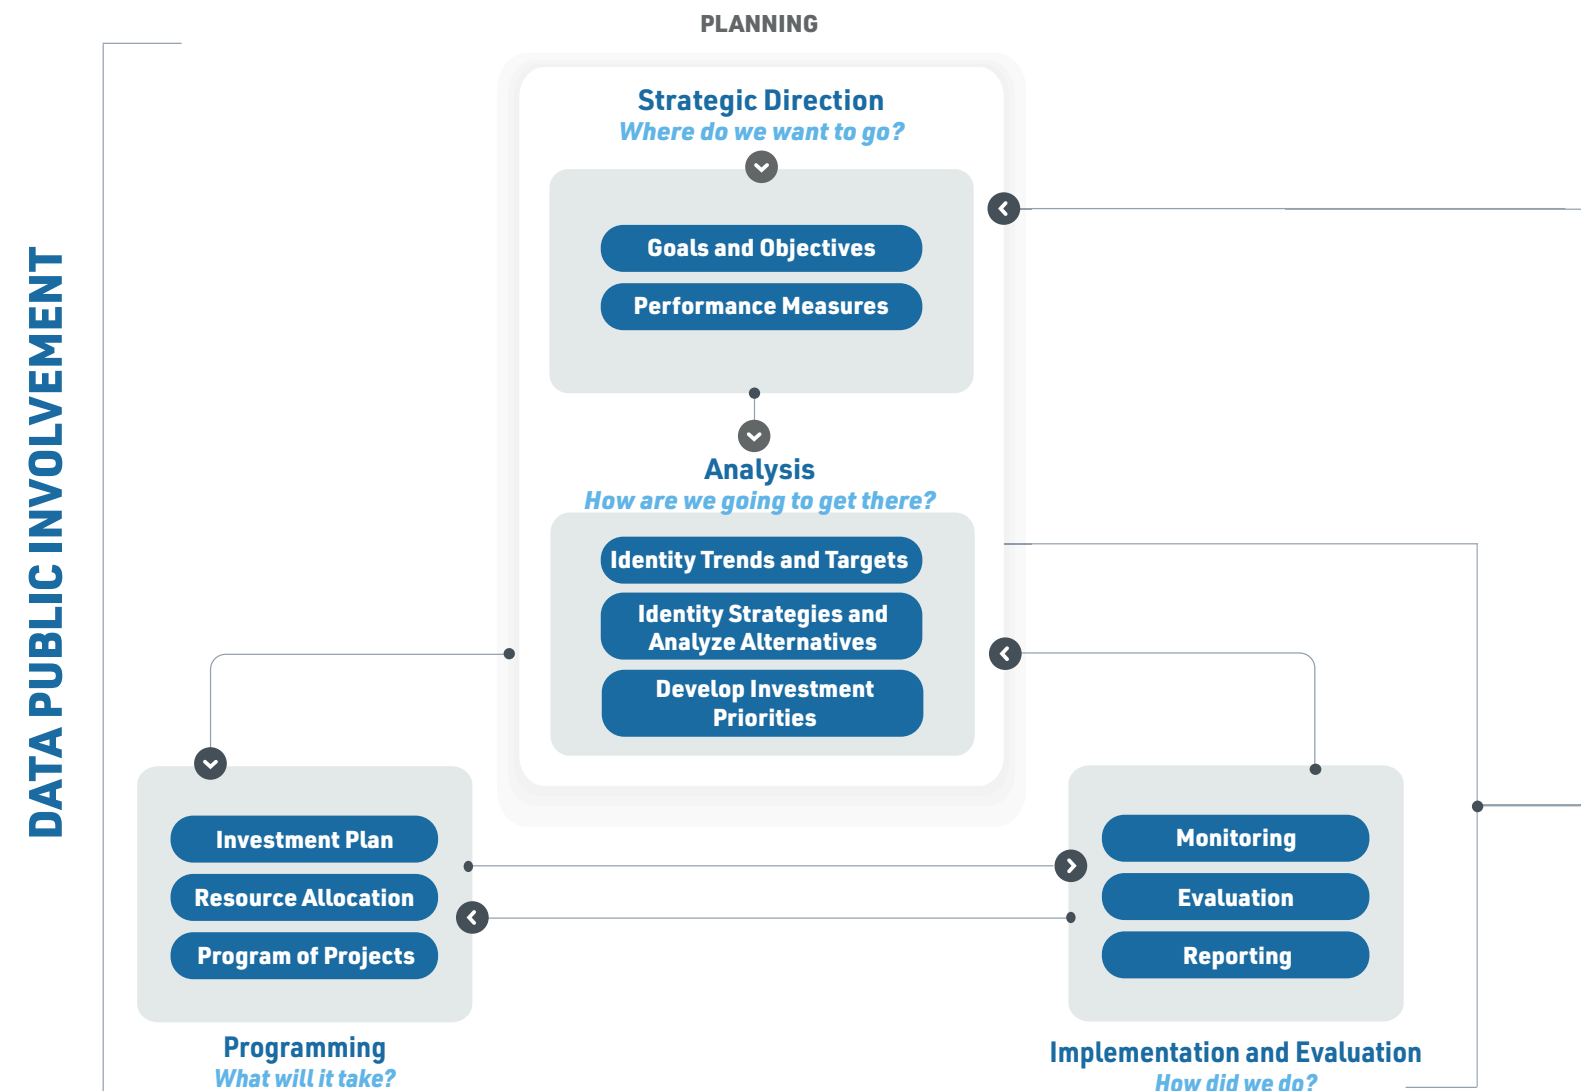 PLANNING
Strategic Direction
Where do we want to go?
Goals and Objectives
Performance Measures
Analysis
How are we going to get there?
Identity Trends and Targets
Identity Strategies and
Analyze Alternatives
Develop Investment
Priorities
DATA PUBLIC INVOLVEMENT
Investment Plan
Resource Allocation
Program of Projects
Programming
What will it take?
Monitoring
Evaluation
Reporting
Implementation and Evaluation
How did we do?